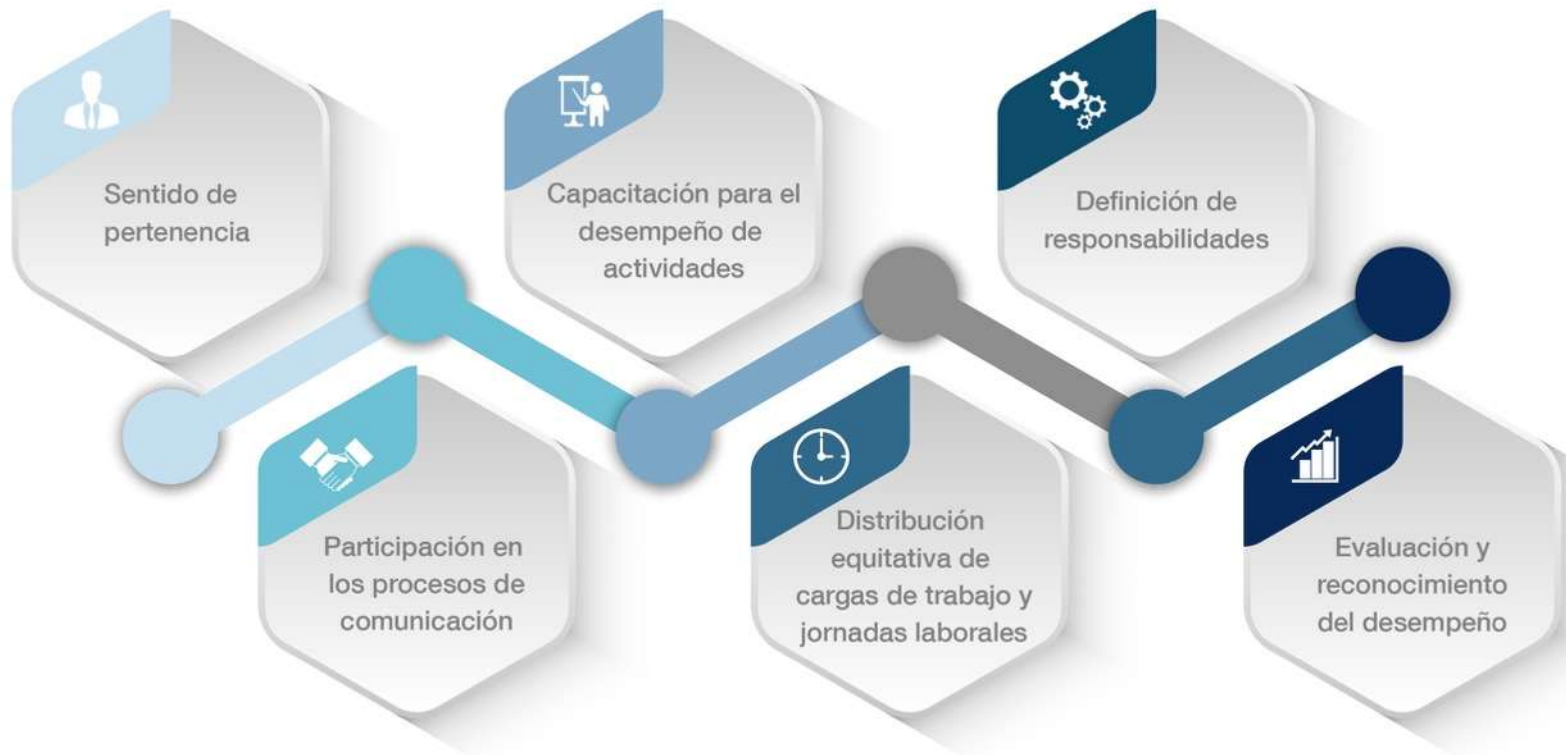 Sentido de
pertenencia
Participación en
los procesos de
comunicación
Capacitación para el
desempeño de
actividades
Distribución
equitativa de
cargas de trabajo y
jornadas laborales
Definición de
responsabilidades
Evaluación y
reconocimiento
del desempeño